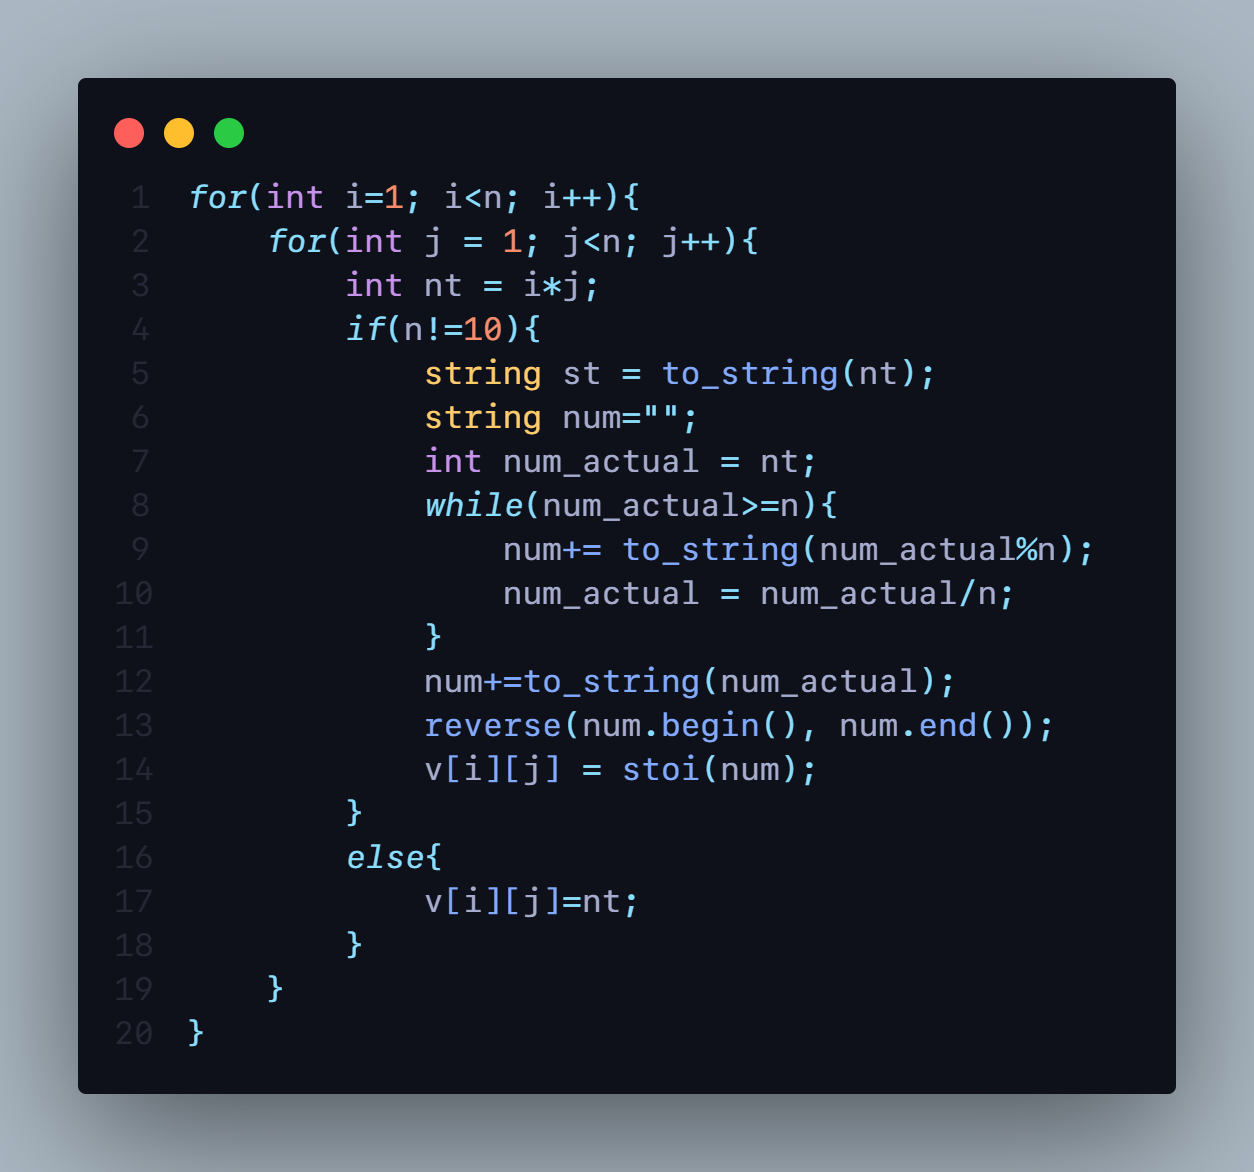 1 for(int i=1; i<n; i++){
2     for(int j = 1; j<n; j++){
3         int nt = i*j;
4         if(n!=10){
5             string st = to_string(nt);
6             string num="";
7             int num_actual = nt;
8             while(num_actual>=n){
9                 num+= to_string(num_actual%n);
10                 num_actual = num_actual/n;
11             }
12             num+=to_string(num_actual);
13             reverse(num.begin(), num.end());
14             v[i][j] = stoi(num);
15         }
16         else{
17             v[i][j]=nt;
18         }
19     }
20 }